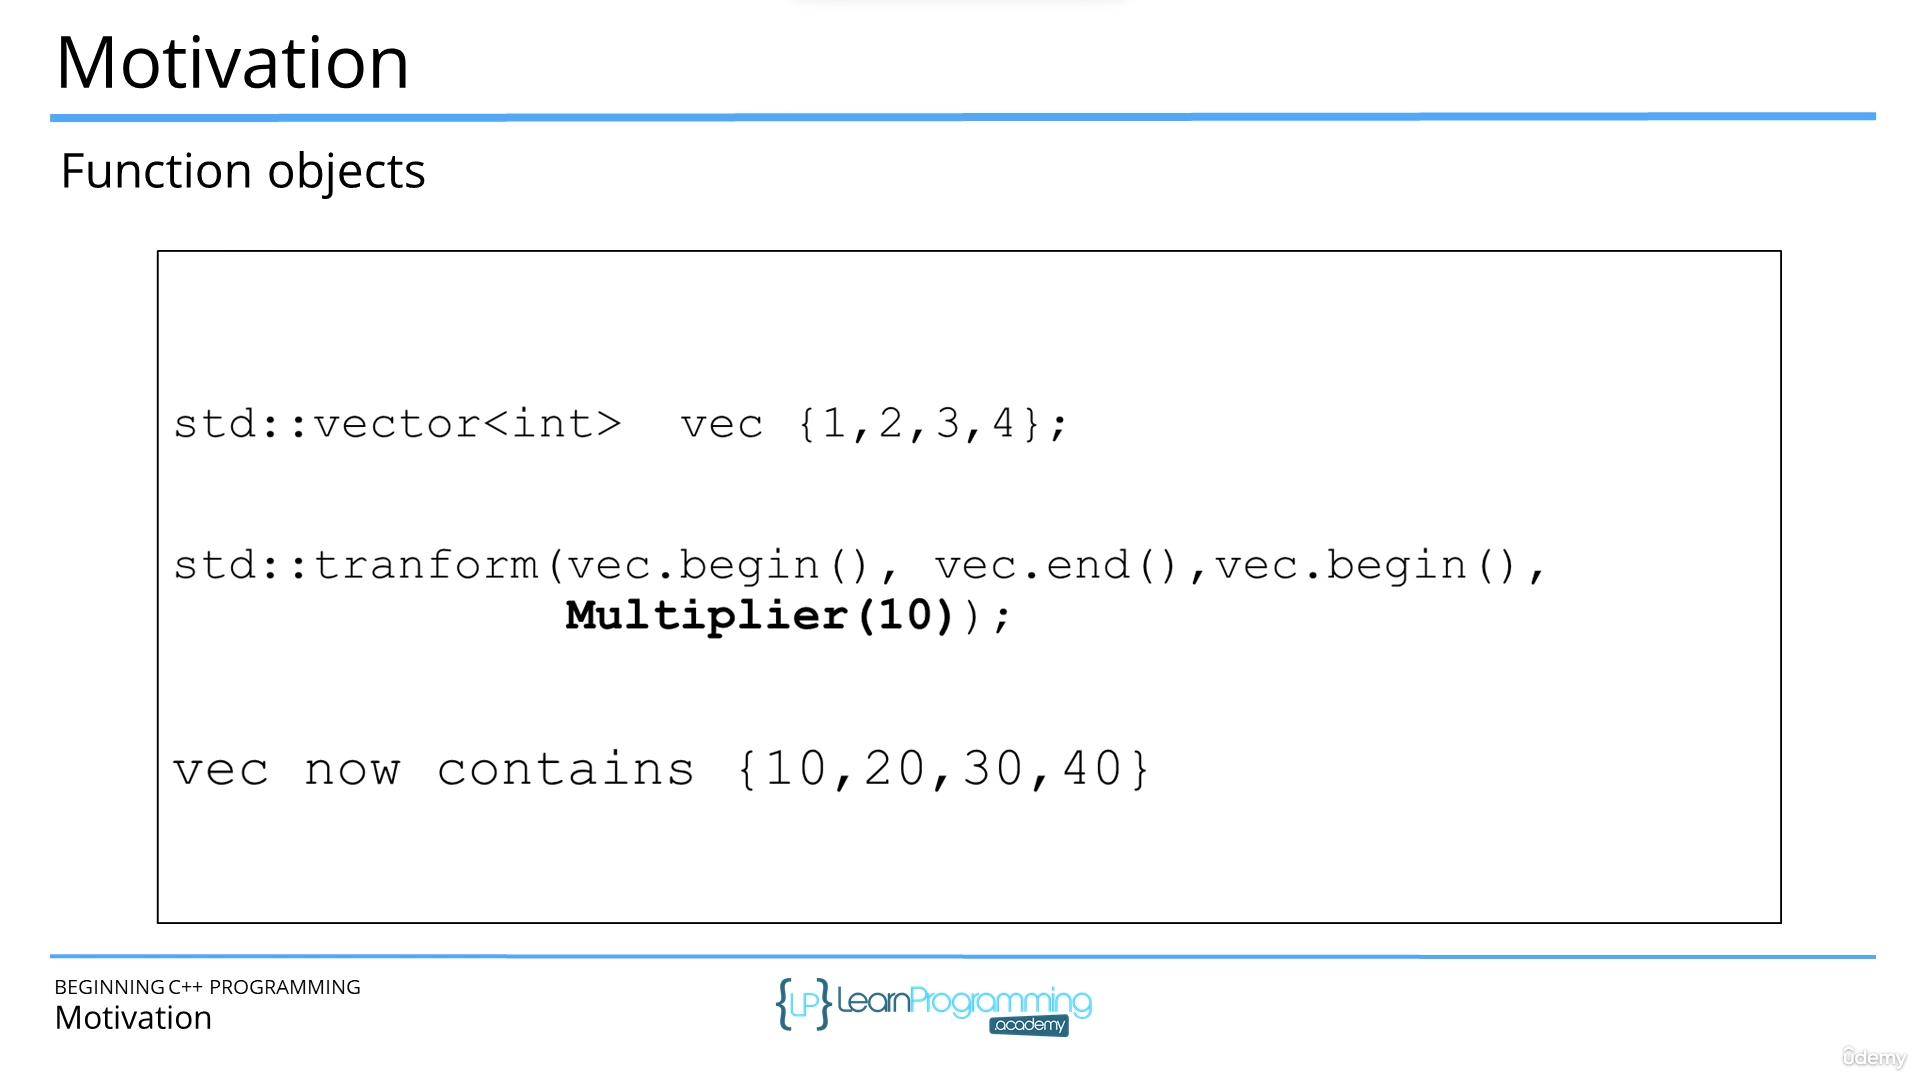 Motivation
Function objects
std::vector<int>  vec {1,2,3,4};
std::tranform(vec.begin(), vec.end(),vec.begin(),
Multiplier(10));
vec now contains {10,20,30,40}
BEGINNING C++ PROGRAMMING
Motivation
{LP} LearnProgramming
.academy
ûdemy